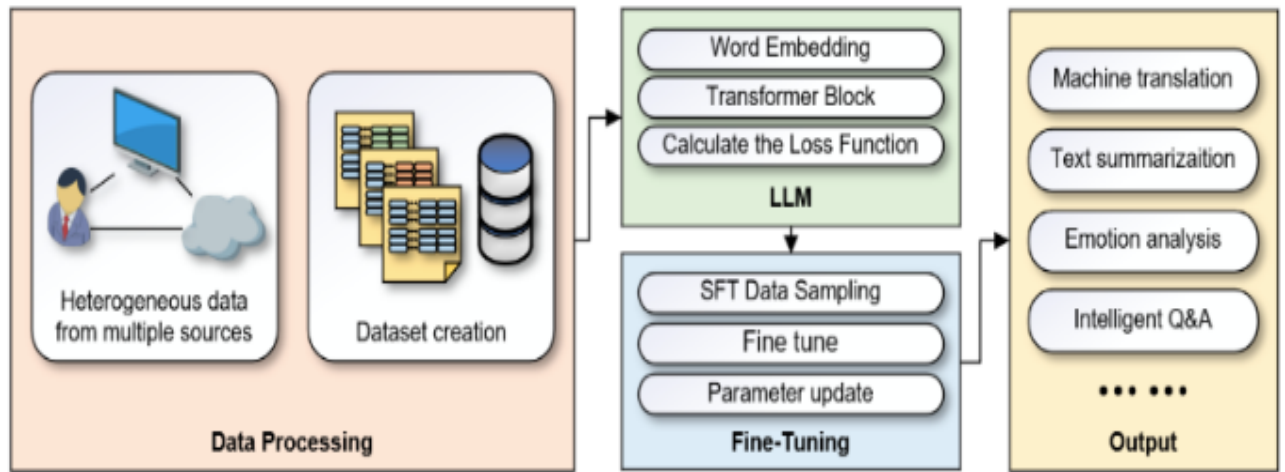 Heterogeneous data
from multiple sources
Dataset creation
Data Processing
Word Embedding
Transformer Block
Calculate the Loss Function
LLM
SFT Data Sampling
Fine tune
Parameter update
Fine-Tuning
Machine translation
Text summarizaition
Emotion analysis
Intelligent Q&A
••• •••
Output